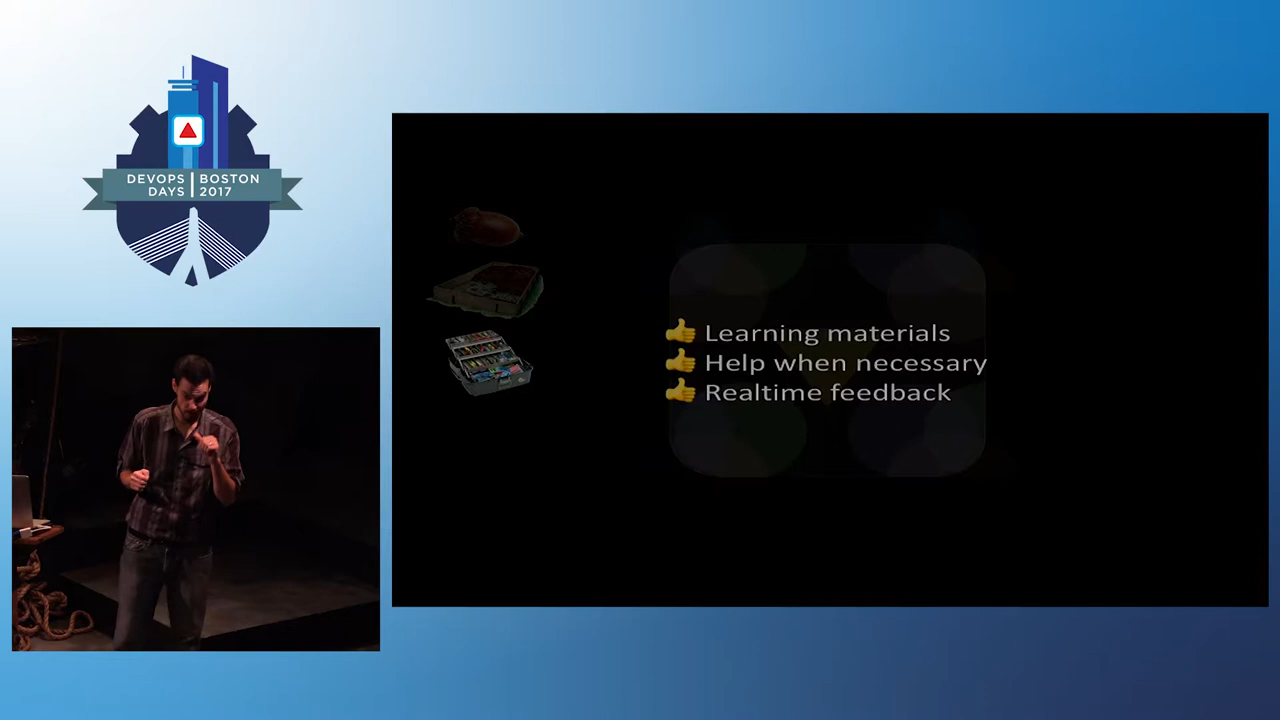 DEVOPS BOSTON
DAYS 2017
Learning materials
Help when necessary
Realtime feedback